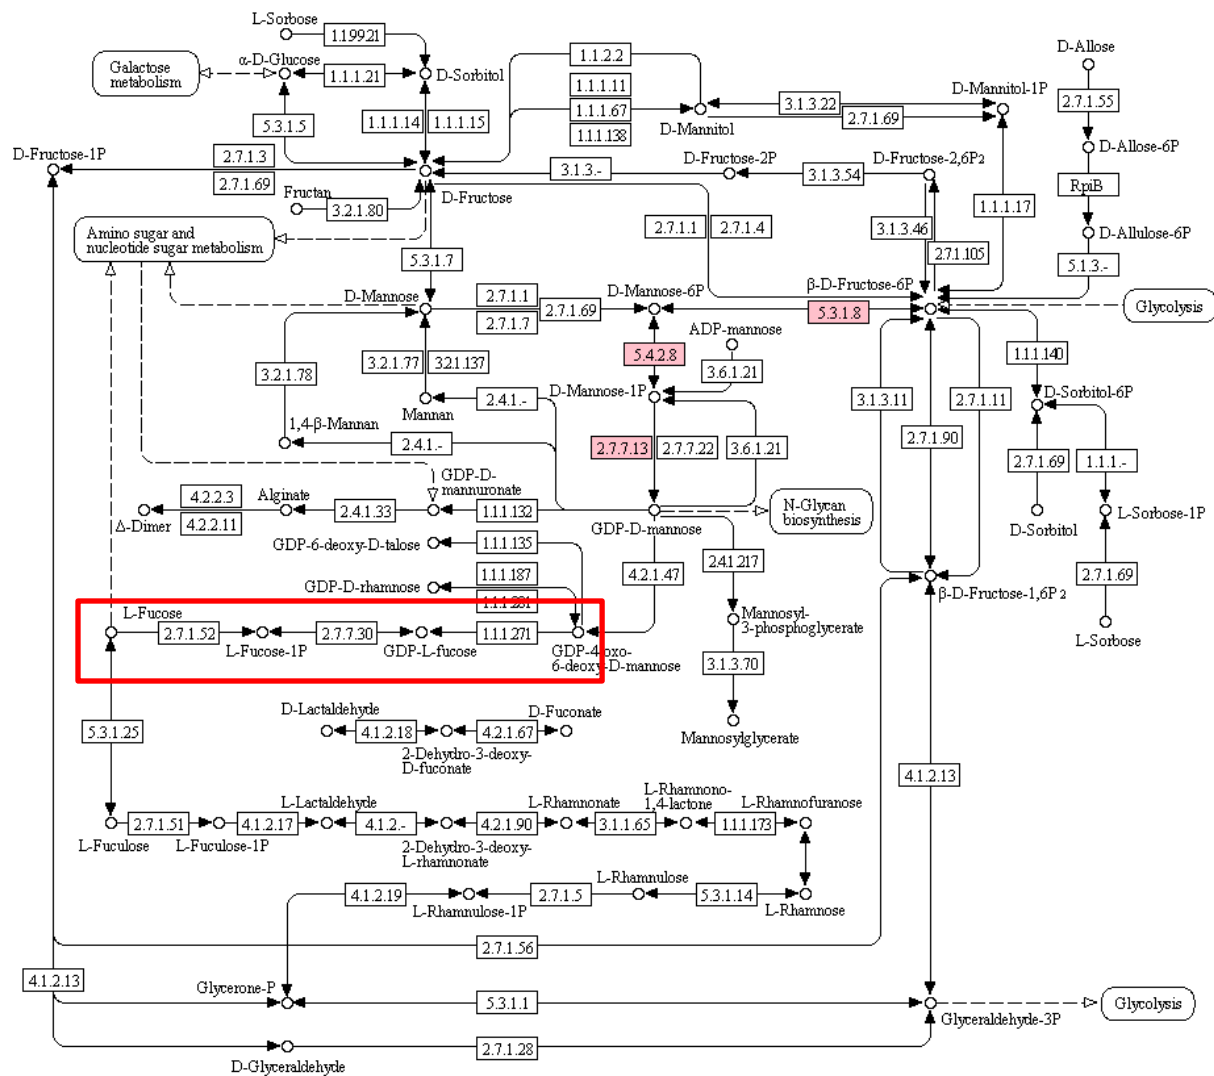 L-Sorbose
1.1.99.21
D-Allose
α-D-Glucose
1.1.2.2
Galactose
metabolism
1.1.1.21
D-Sorbitol
1.1.1.11
D-Mannitol-1P
2.7.1.55
3.1.3.22
1.1.1.67
2.7.1.69
5.3.1.5
1.1.1.14
1.1.1.15
D-Mannitol
1.1.1.138
D-Allose-6P
D-Fructose-1P
2.7.1.3
D-Fructose-2P
D-Fructose-2,6P2
3.1.3.-
3.1.3.54
2.7.1.69
RpiB
Fructan
D-Fructose
1.1.1.17
3.2.1.80
2.7.1.1
2.7.1.4
3.1.3.46
D-Allulose-6P
Amino sugar and
nucleotide sugar metabolism
2.7.1.105
5.3.1.7
5.1.3.-
D-Mannose
2.7.1.1
D-Mannose-6P
β-D-Fructose-6P
2.7.1.69
5.3.1.8
Glycolysis
2.7.1.7
ADP-mannose
5.4.2.8
1.1.1.140
3.2.1.78
3.2.1.77
3.2.1.137
3.6.1.21
D-Mannose-1P
D-Sorbitol-6P
2.4.1.-
3.1.3.11
2.7.1.11
Mannan
1,4-β-Mannan
2.4.1.-
2.7.7.13
2.7.7.22
3.6.1.21
2.7.1.90
2.7.1.69
1.1.1.-
GDP-D-
mannuronate
4.2.2.3
Alginate
N-Glycan
biosynthesis
2.4.1.33
1.1.1.132
Δ-Dimer
4.2.2.11
GDP-D-mannose
D-Sorbitol
L-Sorbose-1P
GDP-6-deoxy-D-talose
1.1.1.135
2.4.1.217
4.2.1.47
1.1.1.187
2.7.1.69
GDP-D-rhamnose
β-D-Fructose-1,6P2
1.1.1.281
L-Fucose
Mannosyl-
3-phosphoglycerate
2.7.1.52
2.7.7.30
1.1.1.271
L-Sorbose
L-Fucose-1P
GDP-L-fucose
GDP-4-oxo-
6-deoxy-D-mannose
3.1.3.70
D-Lactaldehyde
D-Fuconate
5.3.1.25
4.1.2.18
4.2.1.67
Mannosylglycerate
2-Dehydro-3-deoxy-
D-fuconate
4.1.2.13
L-Lactaldehyde
L-Rhamnonate
L-Rhamnono-
1,4-lactone
L-Rhamnofuranose
2.7.1.51
4.1.2.17
4.1.2.-
4.2.1.90
3.1.1.65
1.1.1.173
L-Fuculose
L-Fuculose-1P
2-Dehydro-3-deoxy-
L-rhamnonate
L-Rhamnulose
4.1.2.19
2.7.1.5
5.3.1.14
L-Rhamnulose-1P
L-Rhamnose
2.7.1.56
4.1.2.13
Glycerone-P
5.3.1.1
Glycolysis
Glyceraldehyde-3P
2.7.1.28
D-Glyceraldehyde